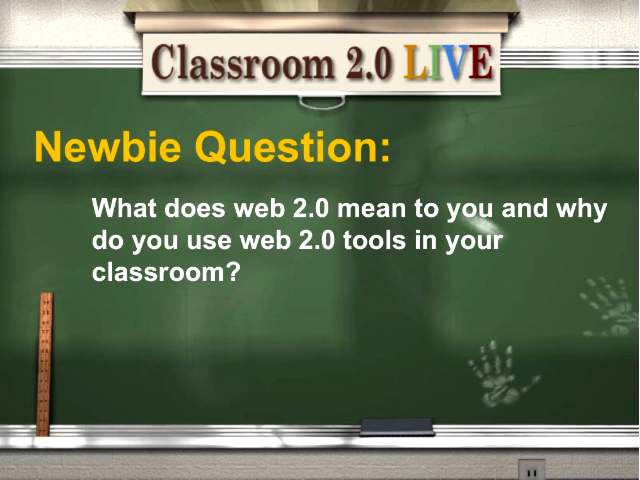 Classroom 2.0 LIVE
Newbie Question:
What does web 2.0 mean to you and why
do you use web 2.0 tools in your
classroom?